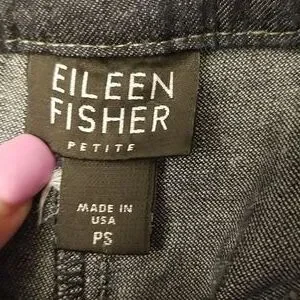 EILEEN
FISHER
PETITE
MADE IN
USA
PS